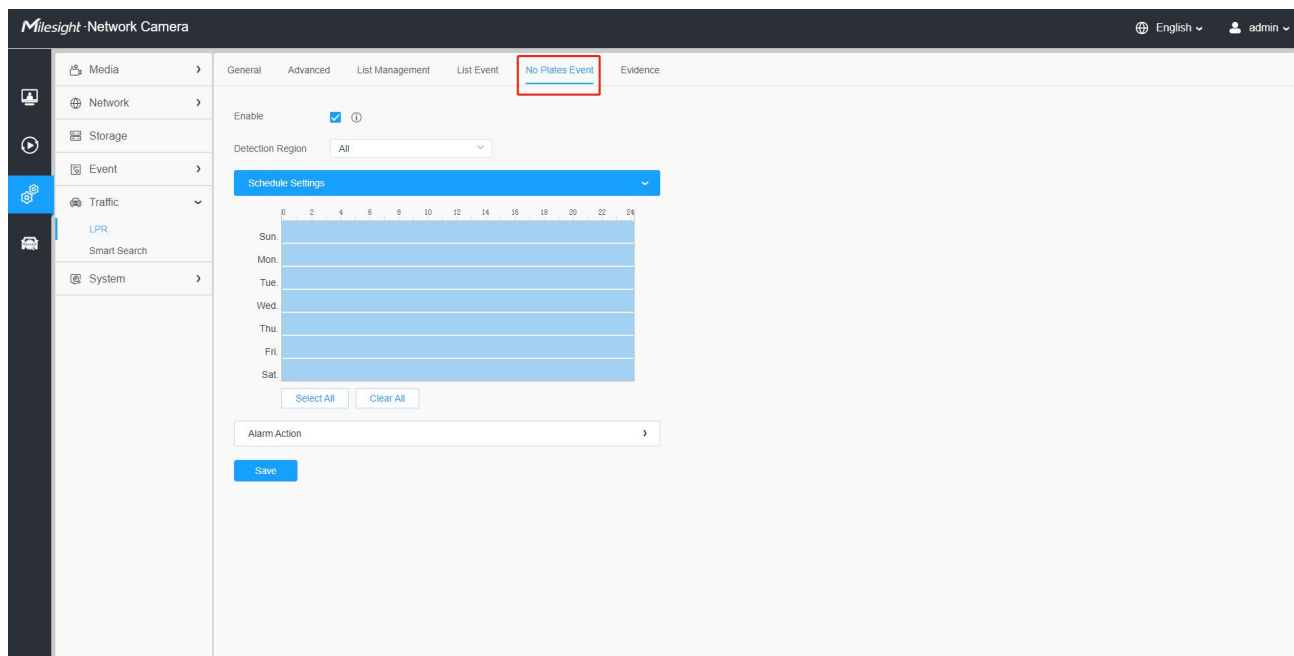 Milesight · Network Camera
English
admin
Media
Network
Storage
Event
Traffic
LPR
Smart Search
System
General Advanced List Management List Event No Plates Event Evidence
Enable
Detection Region All
Schedule Settings
0 2 4 6 8 10 12 14 16 18 20 22 24
Sun.
Mon.
Tue.
Wed.
Thu.
Fri.
Sat.
Select All Clear All
Alarm Action
Save